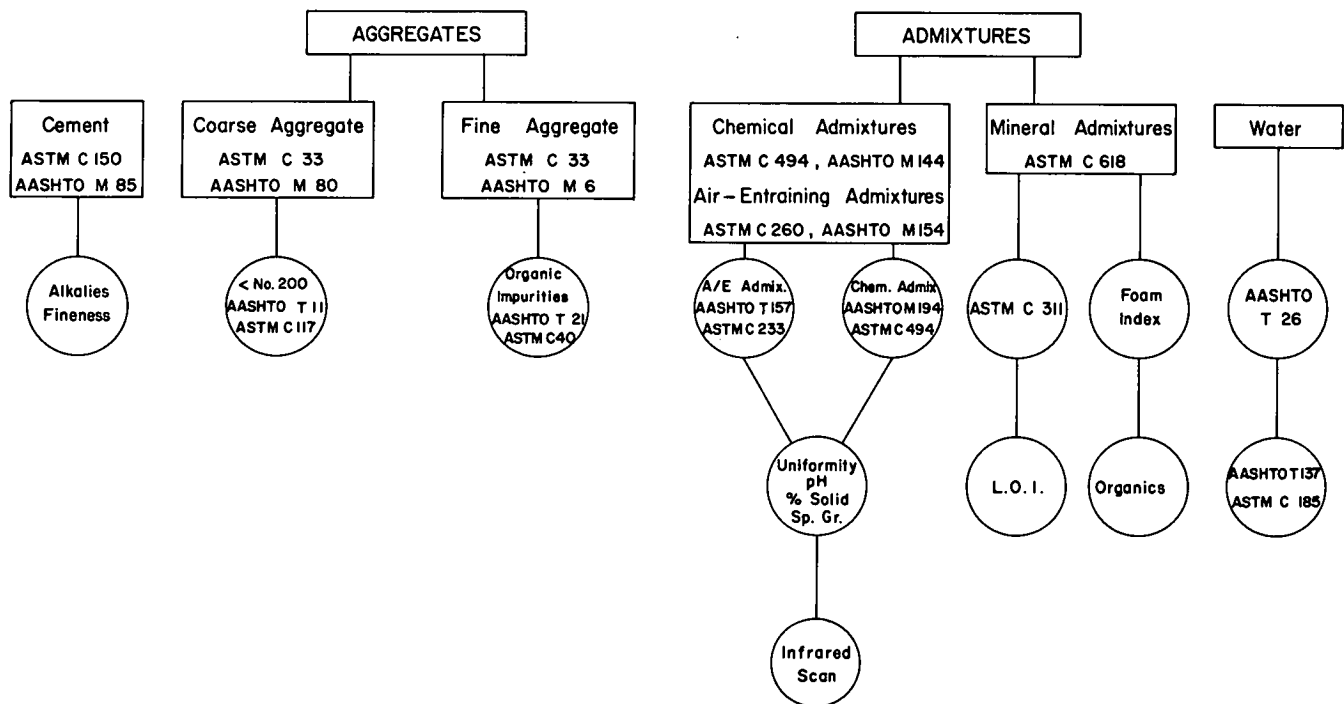 AGGREGATES
ADMIXTURES
Cement
ASTM C 150
AASHTO M 85
Coarse Aggregate
ASTM C 33
AASHTO M 80
Fine Aggregate
ASTM C 33
AASHTO M 6
Chemical Admixtures
ASTM C 494, AASHTO M 144
Air-Entraining Admixtures
ASTM C 260, AASHTO M 154
Mineral Admixtures
ASTM C 618
Water
Alkalies
Fineness
< No. 200
AASHTO T 11
ASTM C 117
Organic
Impurities
AASHTO T 21
ASTM C 40
A/E Admix.
AASHTO T 157
ASTM C 233
Chem. Admix
AASHTO M 194
ASTM C 494
ASTM C 311
Foam
Index
AASHTO
T 26
Uniformity
pH
% Solid
Sp. Gr.
L.O.I.
Organics
AASHTO T 137
ASTM C 185
Infrared
Scan